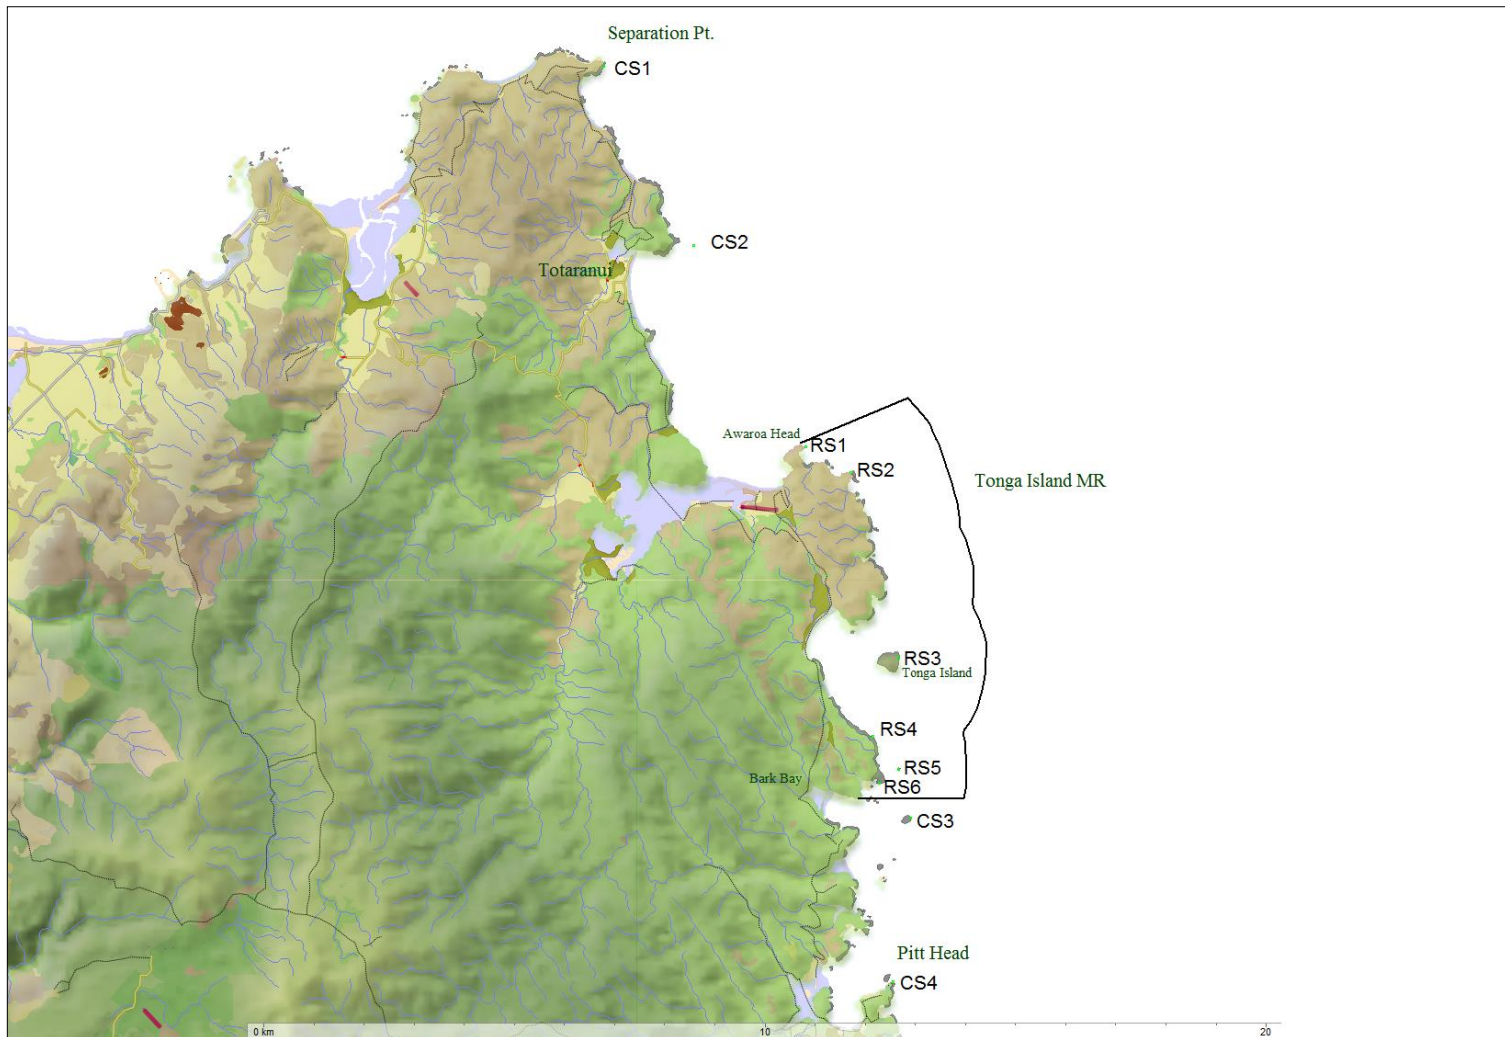 Separation Pt.
CS1
CS2
Totaranui
Awaroa Head
RS1
RS2
Tonga Island MR
RS3
Tonga Island
RS4
RS5
Bark Bay
RS6
CS3
Pitt Head
CS4
0 km 10 20